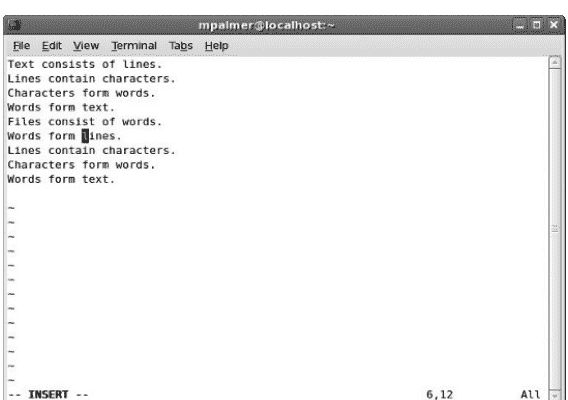 mpalmer@localhost:~
File Edit View Terminal Tabs Help
Text consists of lines.
Lines contain characters.
Characters form words.
Words form text.
Files consist of words.
Words form lines.
Lines contain characters.
Characters form words.
Words form text.
~
~
~
~
~
~
~
~
~
~
~
~
~
-- INSERT -- 6,12 All